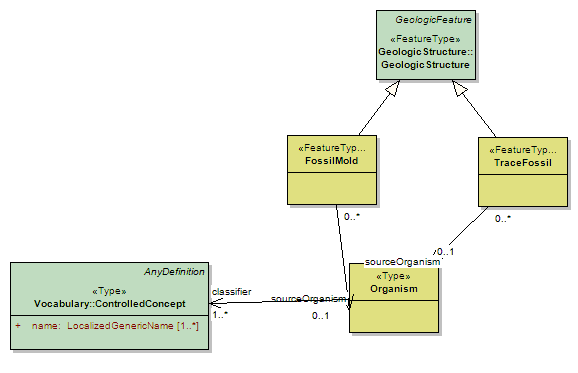 GeologicFeature
«FeatureType»
GeologicStructure::
GeologicStructure
«FeatureTyp...
FossilMold
«FeatureTyp...
TraceFossil
0..*
0..*
0..1
sourceOrganism
«Type»
Organism
AnyDefinition
«Type»
Vocabulary::ControlledConcept
+ name: LocalizedGenericName [1..*]
classifier
1..*
sourceOrganism
0..1